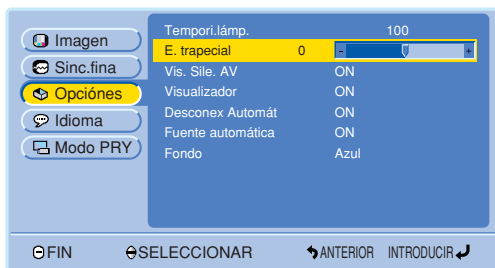 Imagen
Sinc.fina
Opciónes
Idioma
Modo PRY
Tempori.lámp. 100
E. trapecial 0 - +
Vis. Sile. AV ON
Visualizador ON
Desconex Automát ON
Fuente automática ON
Fondo Azul
FIN SELECCIONAR ANTERIOR INTRODUCIR